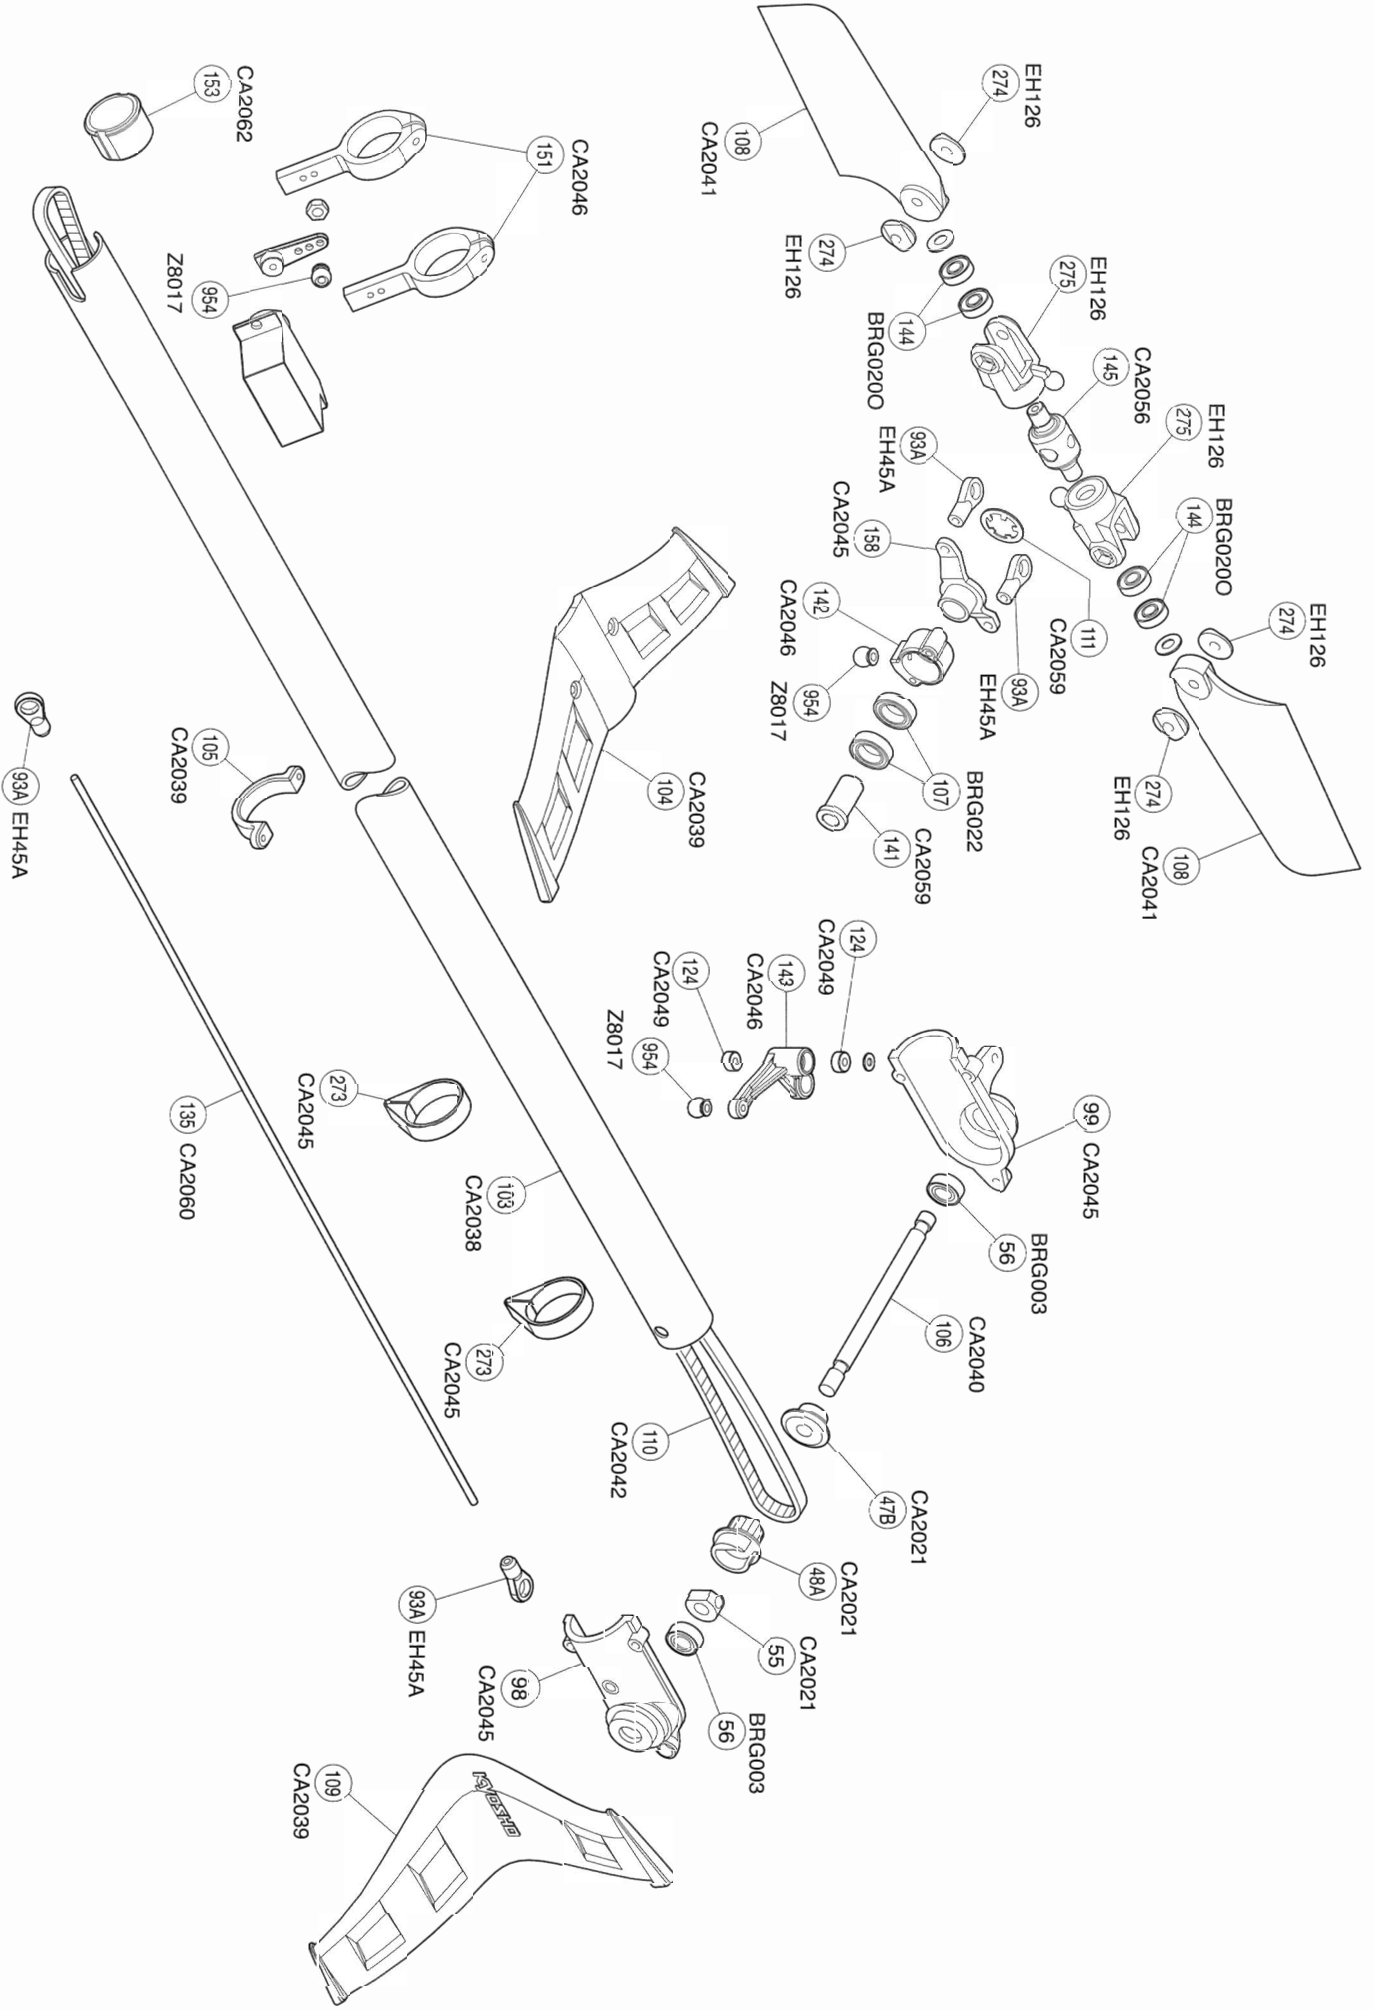 EH126
274
108
CA2041
274
EH126
144
BRG020O
EH126
275
CA2056
145
EH126
275
BRG020O
144
EH126
274
274
EH126
108
CA2041
CA2062
153
CA2046
151
Z8017
954
93A
EH45A
158
CA2045
111
CA2059
93A
EH45A
142
CA2046
954
Z8017
107
BRG022
141
CA2059
104
CA2039
105
CA2039
93A EH45A
124
CA2049
143
CA2046
124
CA2049
954
Z8017
99 CA2045
56 BRG003
106 CA2040
273
CA2045
103
CA2038
273
CA2045
135 CA2060
110
CA2042
47B CA2021
48A CA2021
55 CA2021
56 BRG003
93A EH45A
98
CA2045
109
CA2039
KYOSHO